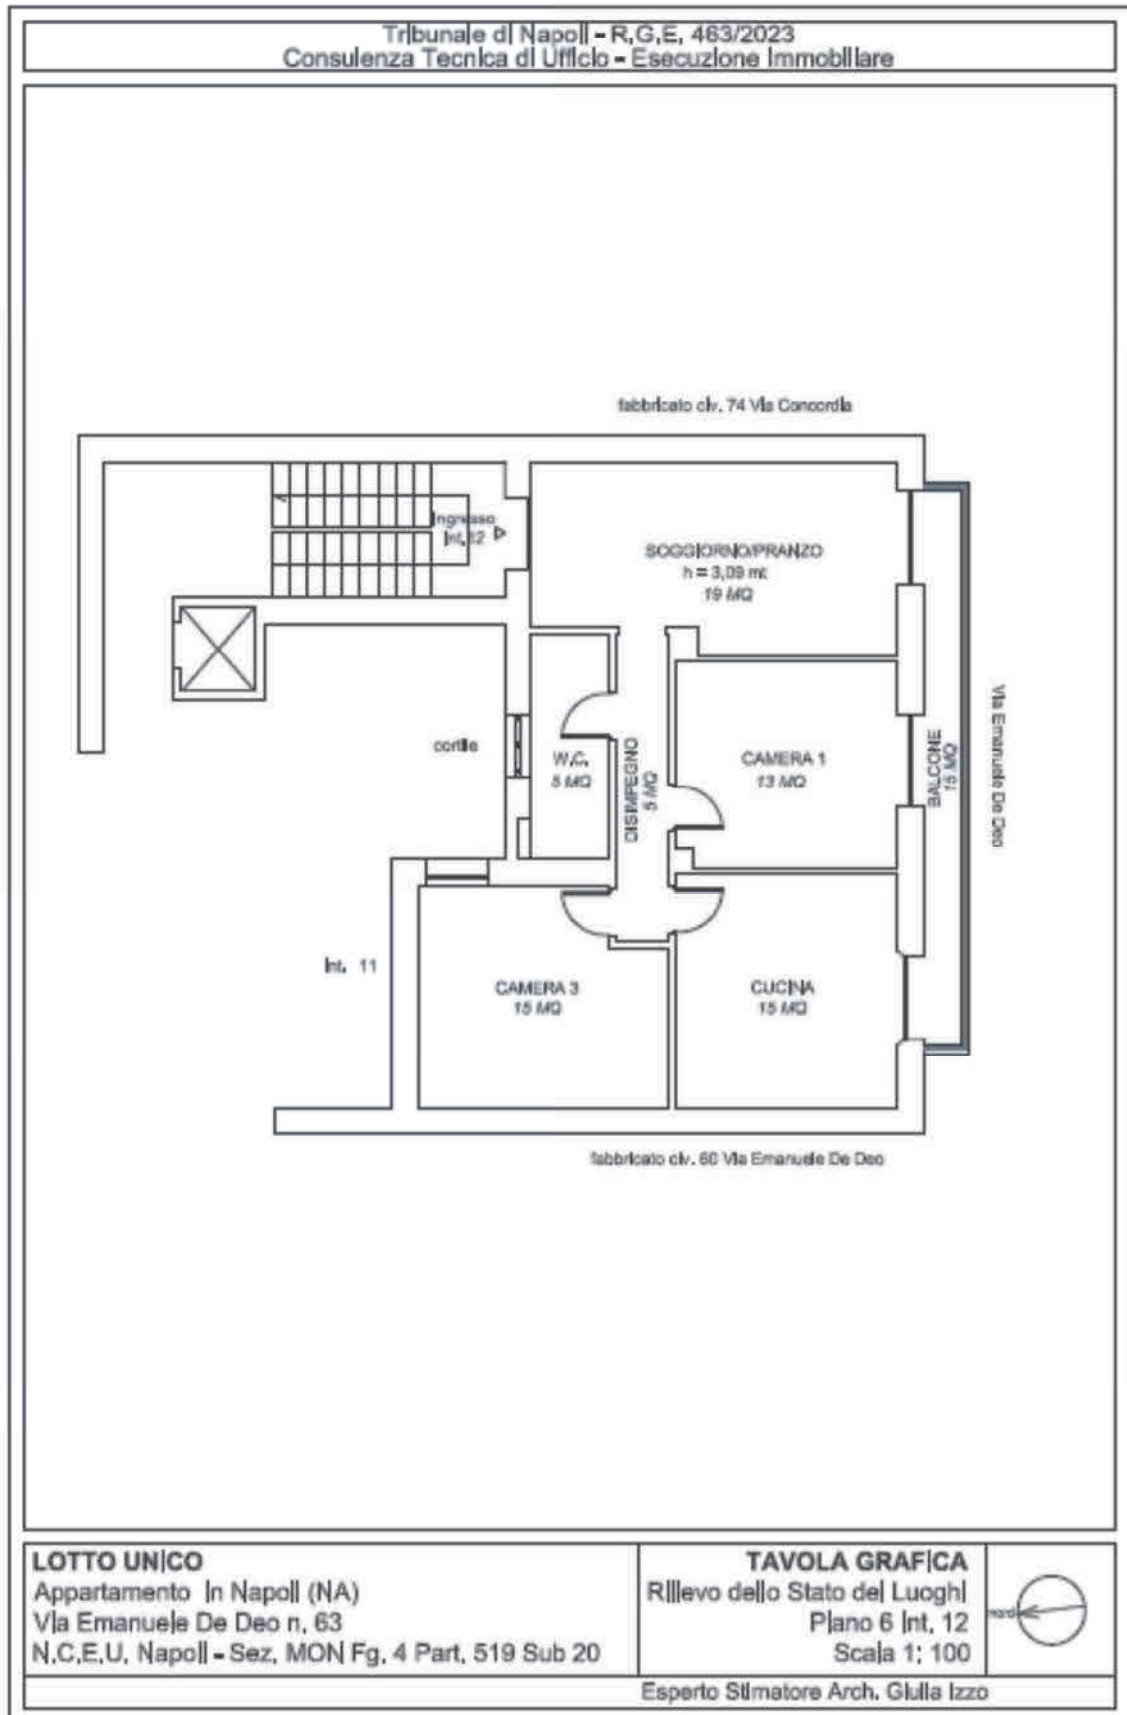 Tribunale di Napoli - R.G.E. 463/2023
Consulenza Tecnica di Ufficio - Esecuzione Immobiliare
fabbricato civ. 74 Via Concordia
Ingresso
Int.12
SOGGIORNO/PRANZO
h = 3,09 mt
19 MQ
cortile
W.C.
5 MQ
DISIMPEGNO
5 MQ
CAMERA 1
13 MQ
BALCONE
15 MQ
Via Emanuele De Deo
Int. 11
CAMERA 3
15 MQ
CUCINA
15 MQ
fabbricato civ. 60 Via Emanuele De Deo
LOTTO UNICO
Appartamento in Napoli (NA)
Via Emanuele De Deo n. 63
N.C.E.U. Napoli - Sez. MON Fg. 4 Part. 519 Sub 20
TAVOLA GRAFICA
Rilievo dello Stato dei Luoghi
Piano 6 Int. 12
Scala 1: 100
nord
Esperto Stimatore Arch. Giulia Izzo